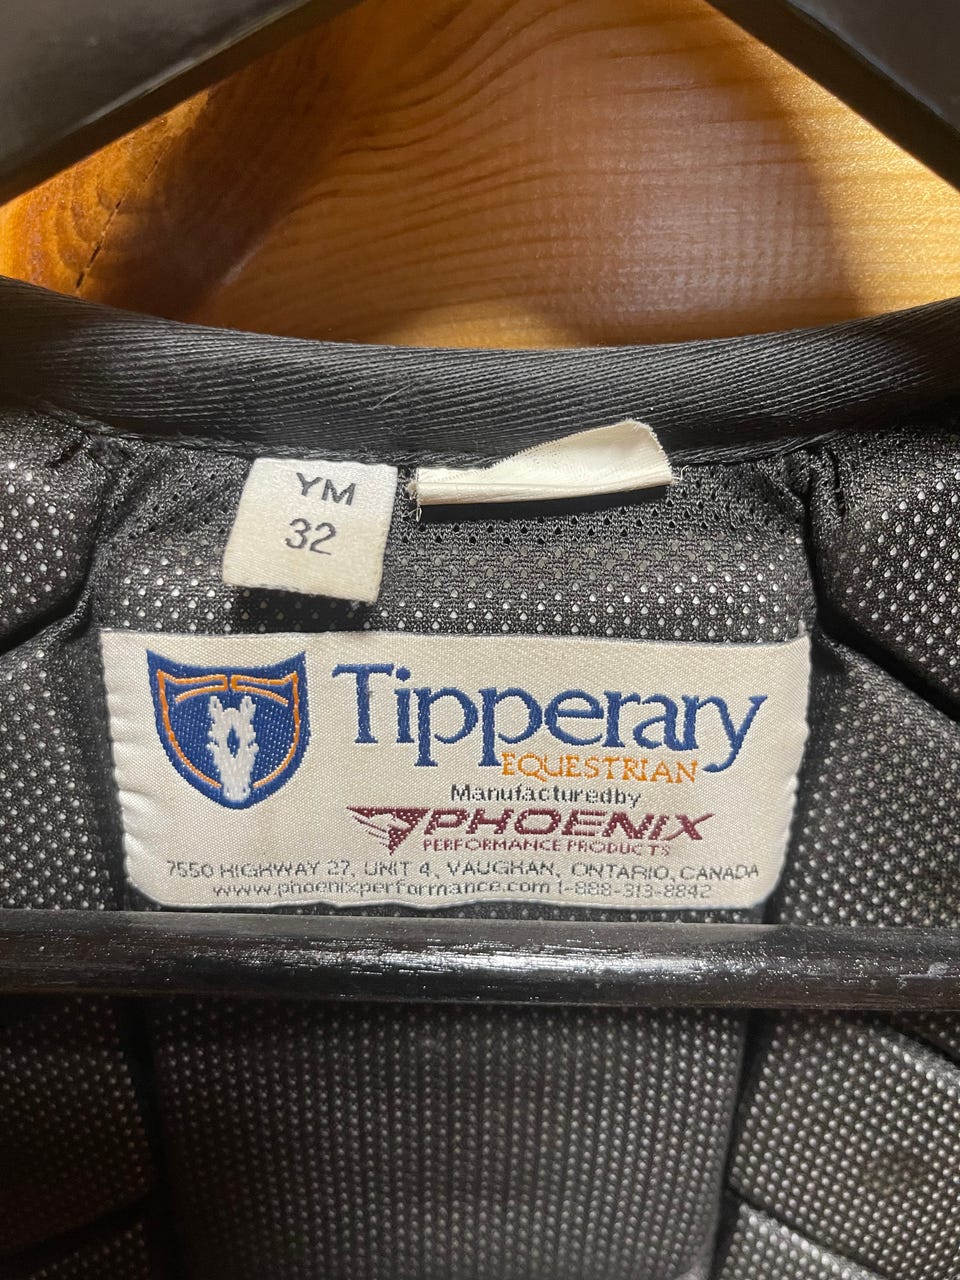 YM
32
Tipperary
EQUESTRIAN
Manufacturedby
PHOENIX
PERFORMANCE PRODUCTS
7550 HIGHWAY 27, UNIT 4, VAUGHAN, ONTARIO, CANADA
www.phoenixperformance.com 1-888-313-8842